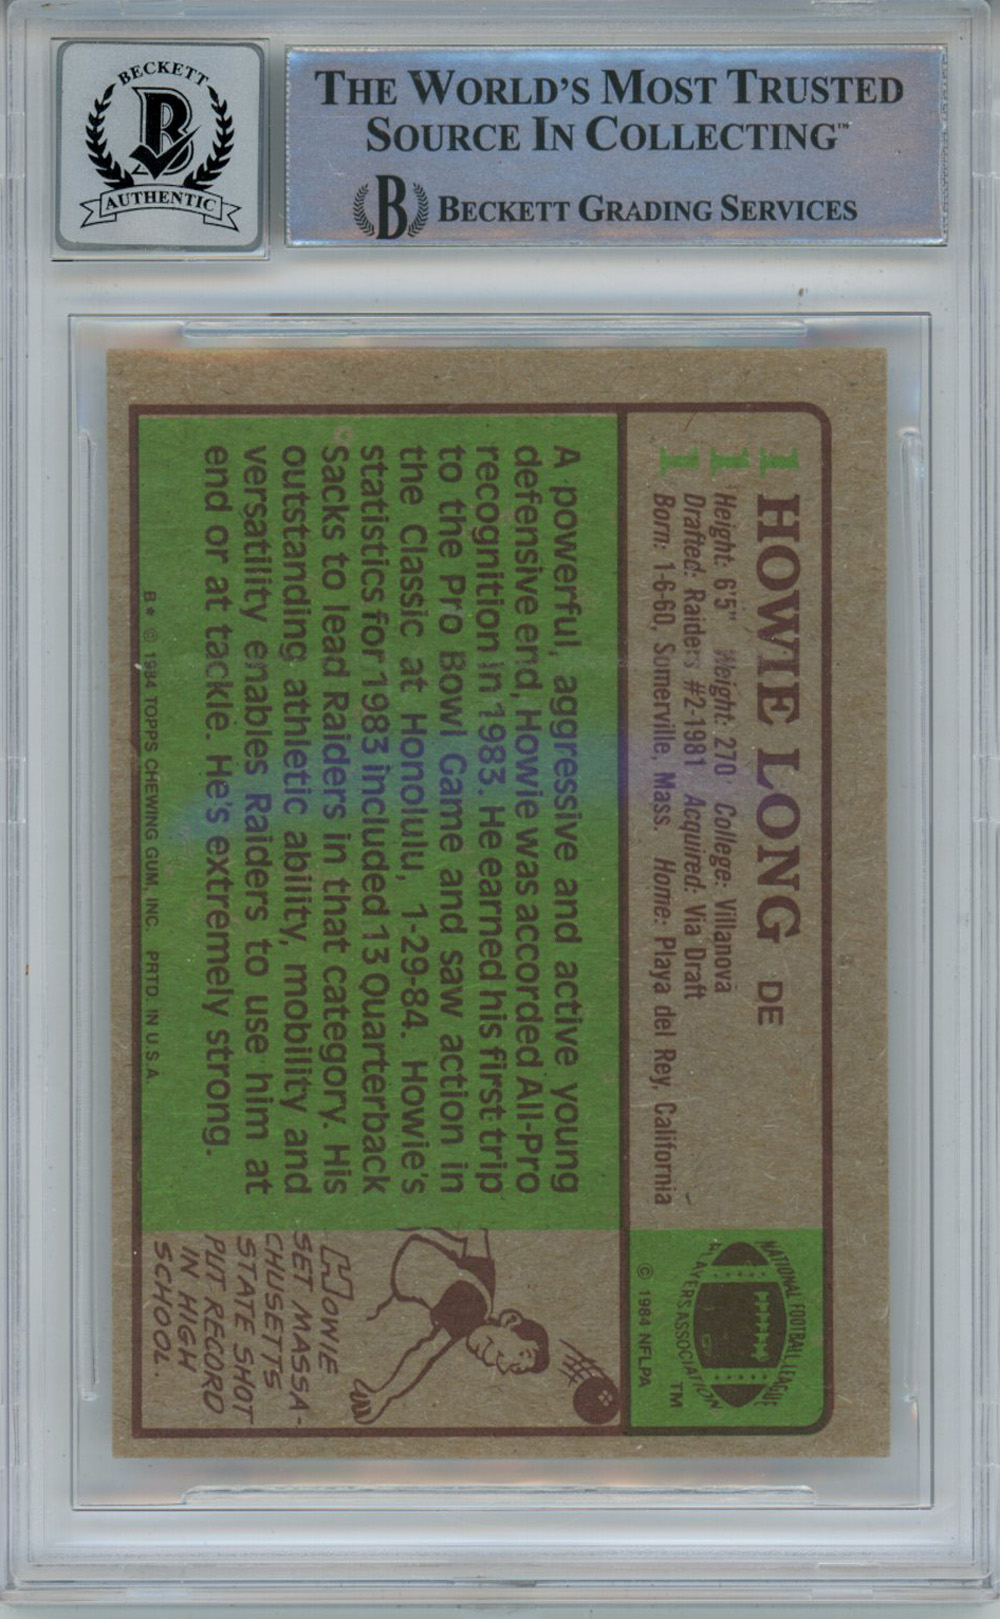 BECKETT
B
AUTHENTIC
THE WORLD'S MOST TRUSTED
SOURCE IN COLLECTING™
B BECKETT GRADING SERVICES
111
HOWIE LONG DE
Height: 6'5" Weight: 270 College: Villanova
Drafted: Raiders #2-1981 Acquired: Via Draft
Born: 1-6-60, Somerville, Mass. Home: Playa del Rey, California
NATIONAL FOOTBALL LEAGUE
PLAYERS ASSOCIATION
TM
© 1984 NFLPA
A powerful, aggressive and active young
defensive end, Howie was accorded All-Pro
recognition in 1983. He earned his first trip
to the Pro Bowl Game and saw action in
the Classic at Honolulu, 1-29-84. Howie's
statistics for 1983 included 13 Quarterback
Sacks to lead Raiders in that category. His
outstanding athletic ability, mobility and
versatility enables Raiders to use him at
end or at tackle. He's extremely strong.
HOWIE
SET MASSA-
CHUSETTS
STATE SHOT
PUT RECORD
IN HIGH
SCHOOL.
B* © 1984 TOPPS CHEWING GUM, INC. PRTD. IN U.S.A.